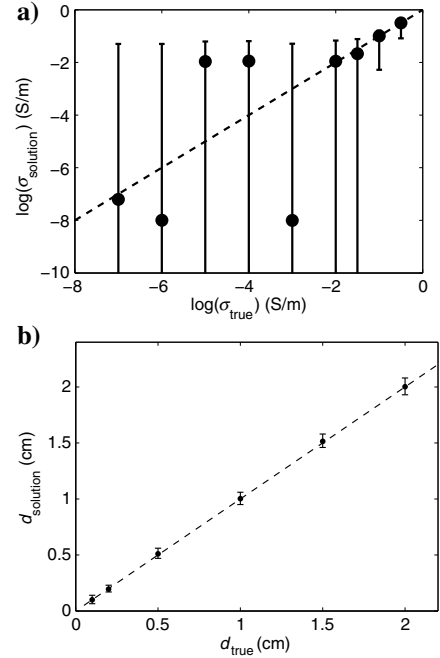 a)
0
−2
−4
−6
−8
−10
log(σsolution) (S/m)
−8 −6 −4 −2 0
log(σtrue) (S/m)
b)
2
1.5
1
0.5
0
dsolution (cm)
0 0.5 1 1.5 2
dtrue (cm)